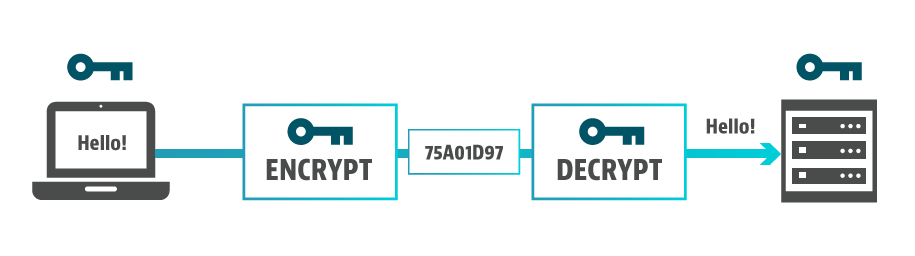 Hello!
ENCRYPT
75A01D97
DECRYPT
Hello!